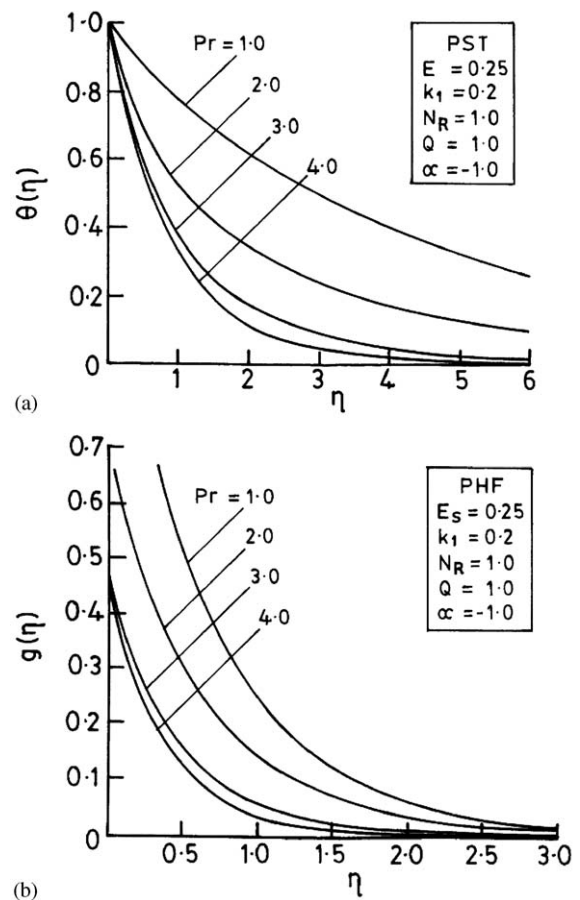 1·0
0·8
0·6
0·4
0·2
0
θ(η)
Pr = 1·0
2·0
3·0
4·0
PST
E = 0·25
k₁ = 0·2
N_R = 1·0
Q = 1·0
α = -1·0
1 2 3 4 5 6
η
(a)
0.7
0.6
0.5
0.4
0.3
0.2
0.1
0
g(η)
Pr = 1·0
2·0
3·0
4·0
PHF
E_S = 0·25
k₁ = 0·2
N_R = 1·0
Q = 1·0
α = -1·0
0.5 1.0 1.5 2.0 2.5 3.0
η
(b)